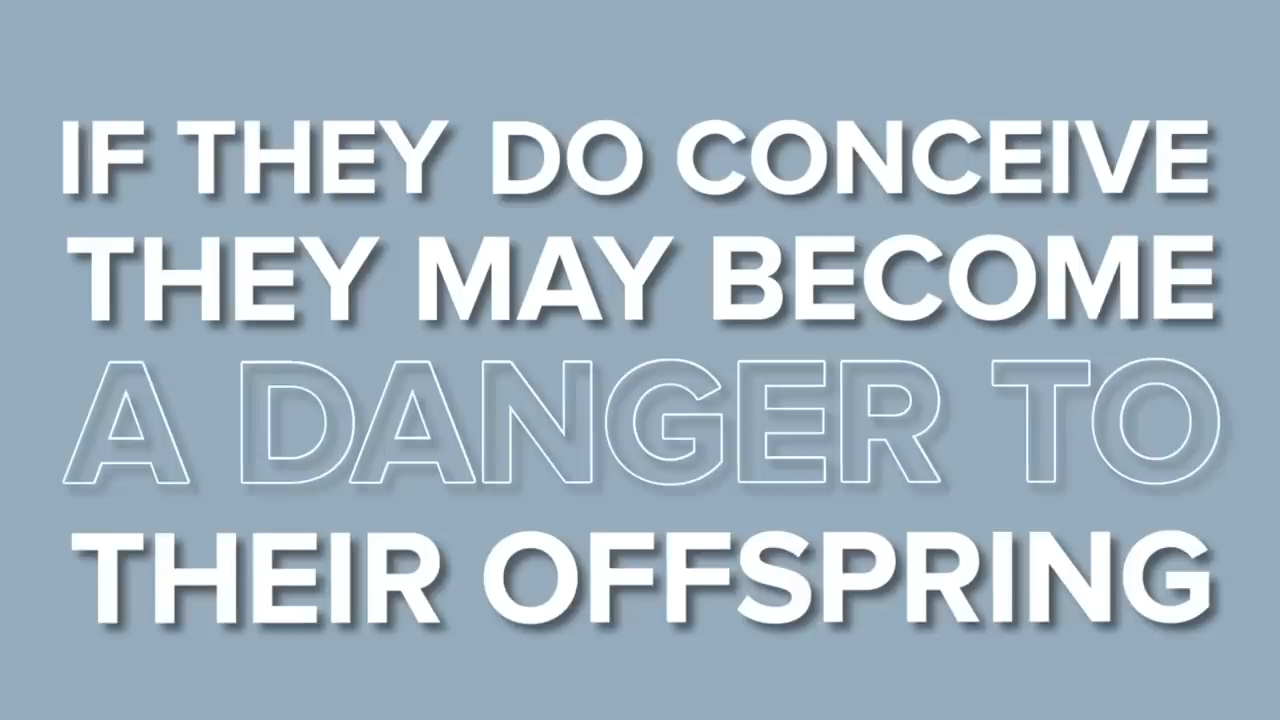 IF THEY DO CONCEIVE
THEY MAY BECOME
A DANGER TO
THEIR OFFSPRING